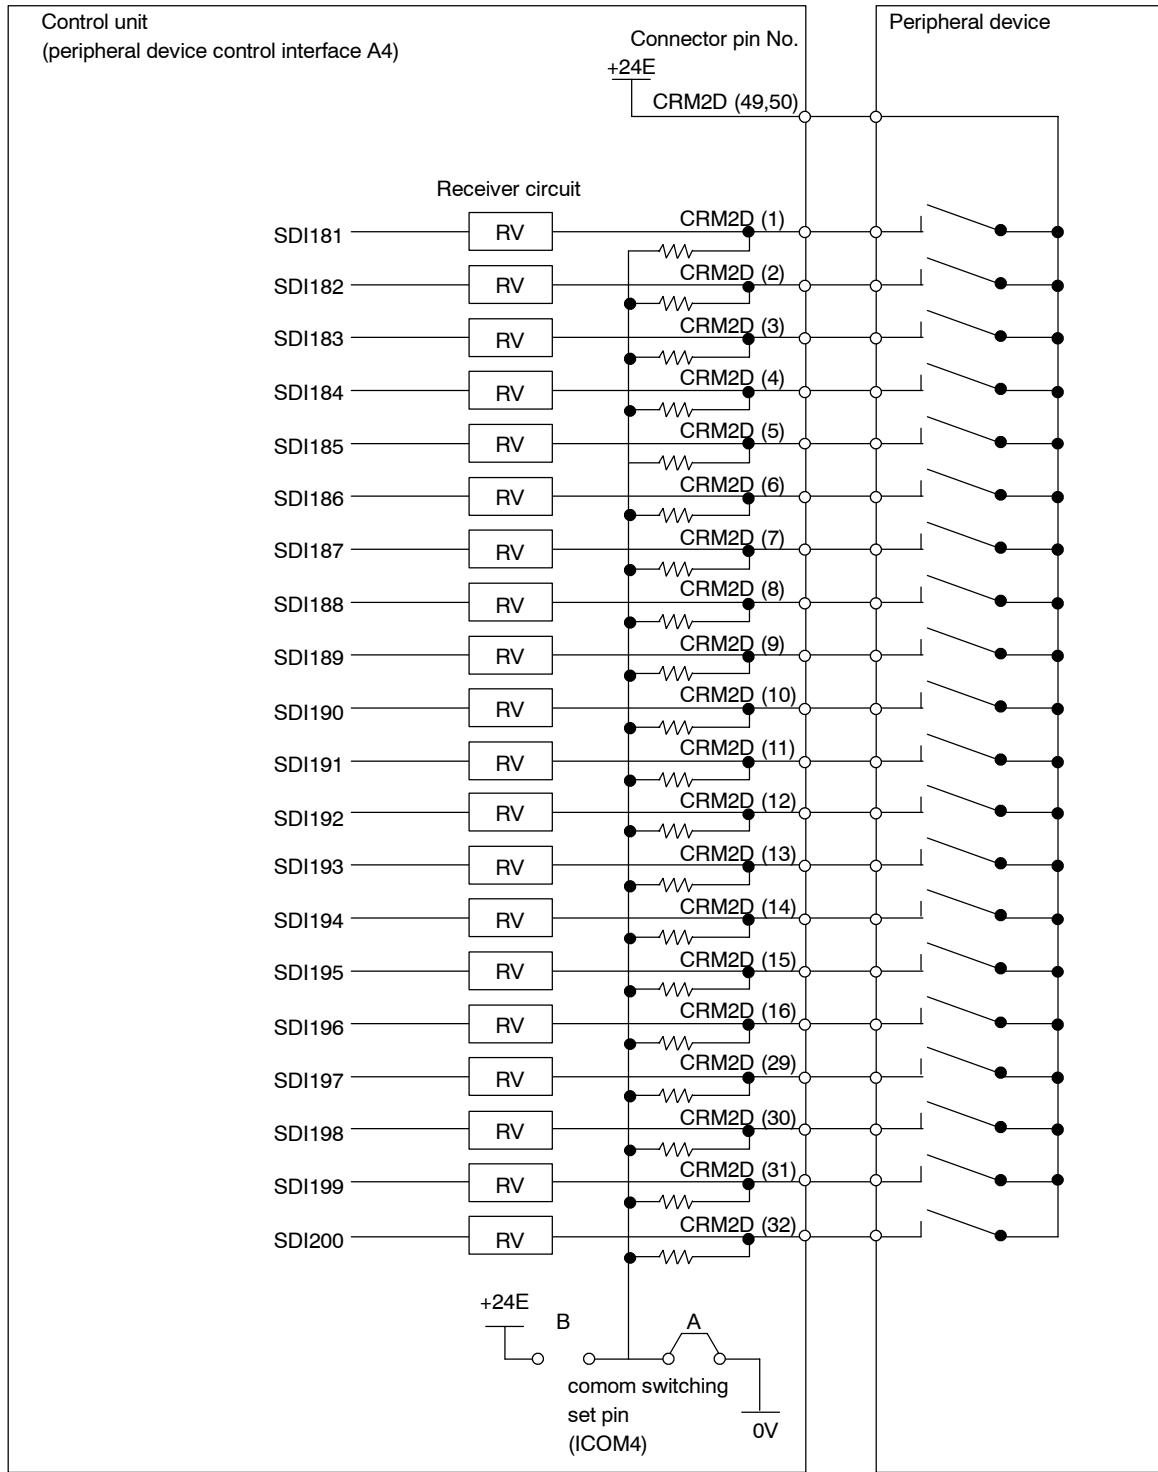 Control unit
(peripheral device control interface A4)
Peripheral device
Connector pin No.
+24E
CRM2D (49,50)
Receiver circuit
SDI181 RV CRM2D (1)
SDI182 RV CRM2D (2)
SDI183 RV CRM2D (3)
SDI184 RV CRM2D (4)
SDI185 RV CRM2D (5)
SDI186 RV CRM2D (6)
SDI187 RV CRM2D (7)
SDI188 RV CRM2D (8)
SDI189 RV CRM2D (9)
SDI190 RV CRM2D (10)
SDI191 RV CRM2D (11)
SDI192 RV CRM2D (12)
SDI193 RV CRM2D (13)
SDI194 RV CRM2D (14)
SDI195 RV CRM2D (15)
SDI196 RV CRM2D (16)
SDI197 RV CRM2D (29)
SDI198 RV CRM2D (30)
SDI199 RV CRM2D (31)
SDI200 RV CRM2D (32)
+24E
B A
comom switching
set pin
(ICOM4)
0V